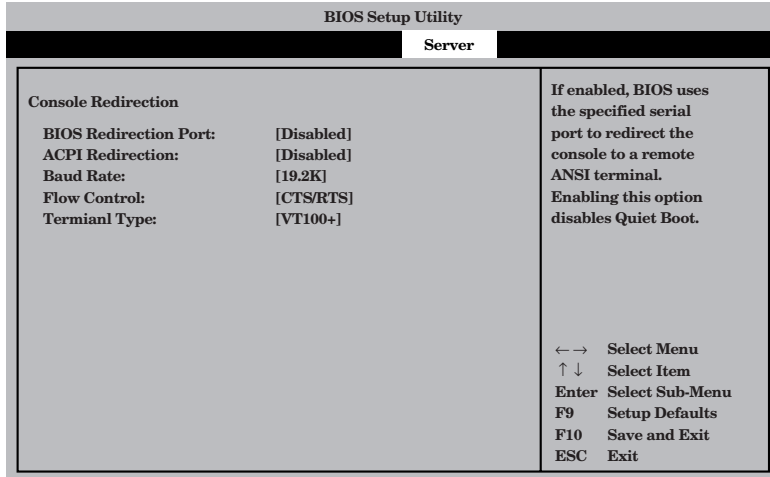 BIOS Setup Utility
Server
Console Redirection
BIOS Redirection Port: [Disabled]
ACPI Redirection: [Disabled]
Baud Rate: [19.2K]
Flow Control: [CTS/RTS]
Termianl Type: [VT100+]
If enabled, BIOS uses
the specified serial
port to redirect the
console to a remote
ANSI terminal.
Enabling this option
disables Quiet Boot.
←→ Select Menu
↑↓ Select Item
Enter Select Sub-Menu
F9 Setup Defaults
F10 Save and Exit
ESC Exit